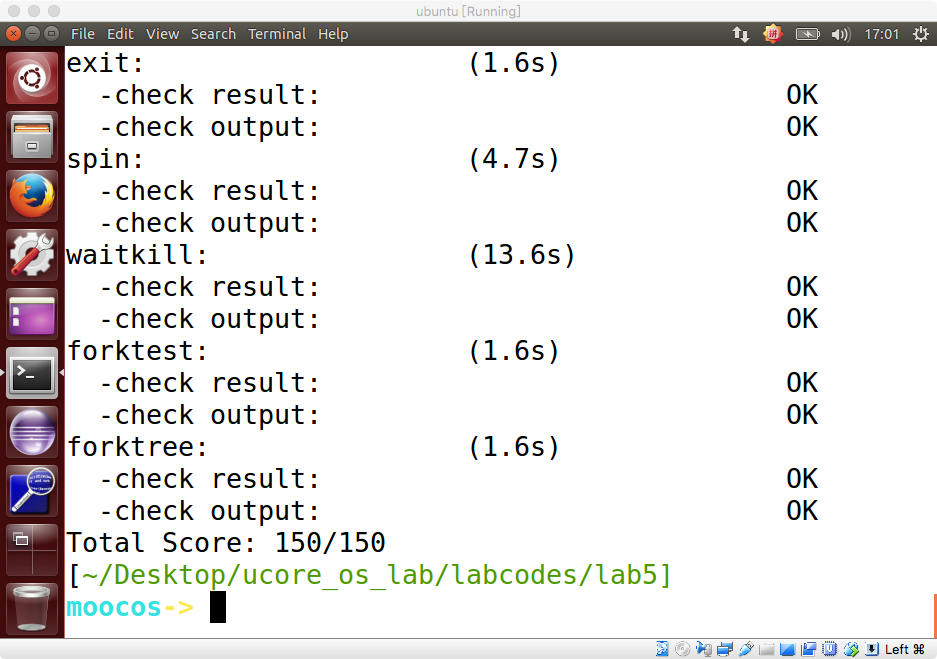 ubuntu [Running]
File Edit View Search Terminal Help 拼 17:01
exit: (1.6s)
-check result: OK
-check output: OK
spin: (4.7s)
-check result: OK
-check output: OK
waitkill: (13.6s)
-check result: OK
-check output: OK
forktest: (1.6s)
-check result: OK
-check output: OK
forktree: (1.6s)
-check result: OK
-check output: OK
Total Score: 150/150
[~/Desktop/ucore_os_lab/labcodes/lab5]
moocos->
Left ⌘